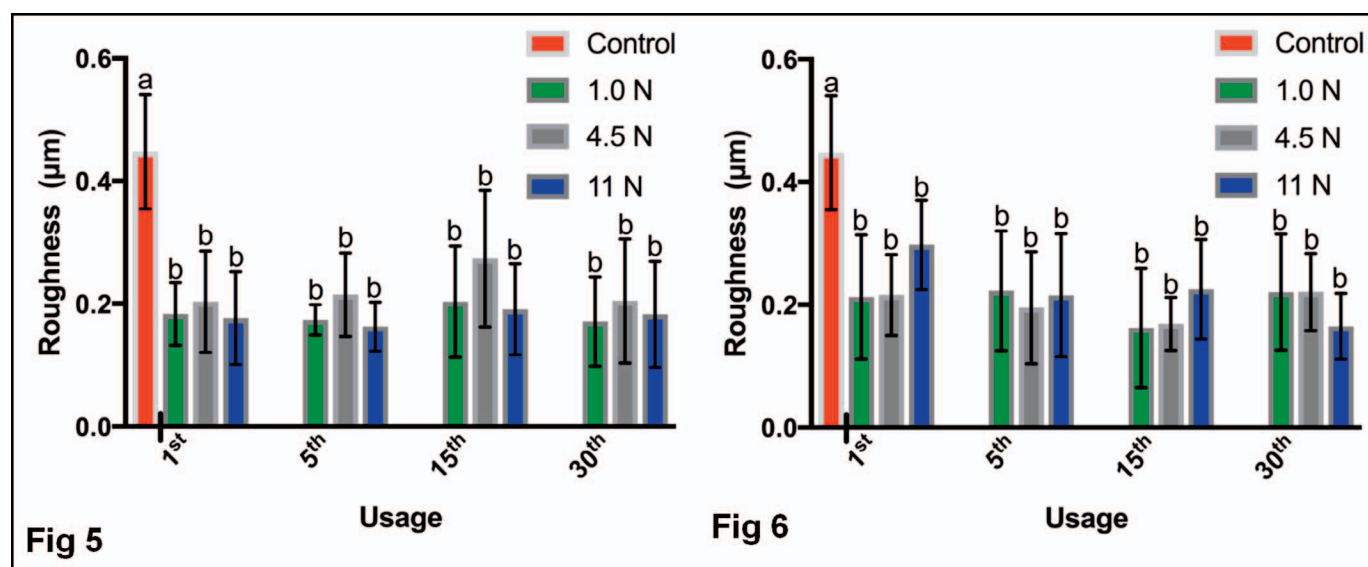 Control
1.0 N
4.5 N
11 N
0.6
0.4
0.2
0.0
Roughness (µm)
a
b b b
b b
b b b
b b b
1st 5th 15th 30th
Usage
Fig 5
Control
1.0 N
4.5 N
11 N
0.6
0.4
0.2
0.0
Roughness (µm)
a
b b b
b b b
b b b
b b b
1st 5th 15th 30th
Usage
Fig 6